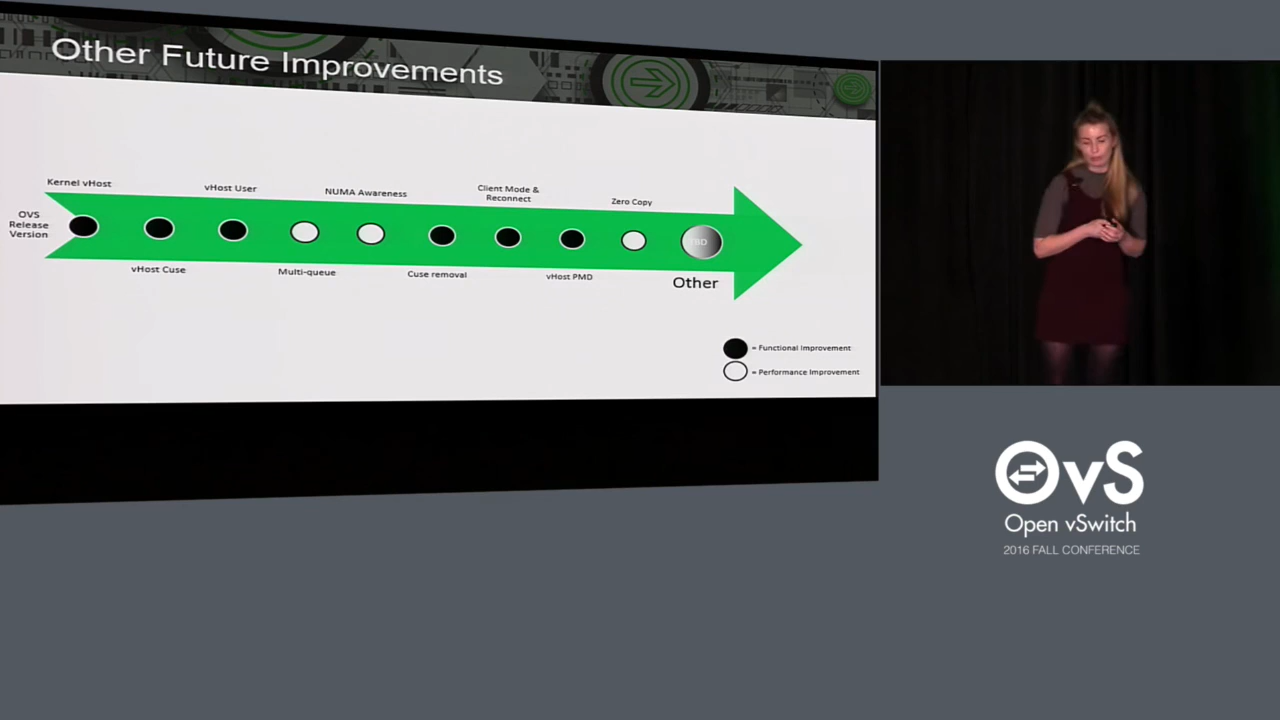 Other Future Improvements
Kernel vHost
vHost User
NUMA Awareness
Client Mode &
Reconnect
Zero Copy
OVS
Release
Version
TBD
vHost Cuse
Multi-queue
Cuse removal
vHost PMD
Other
= Functional Improvement
= Performance Improvement
OvS
Open vSwitch
2016 FALL CONFERENCE